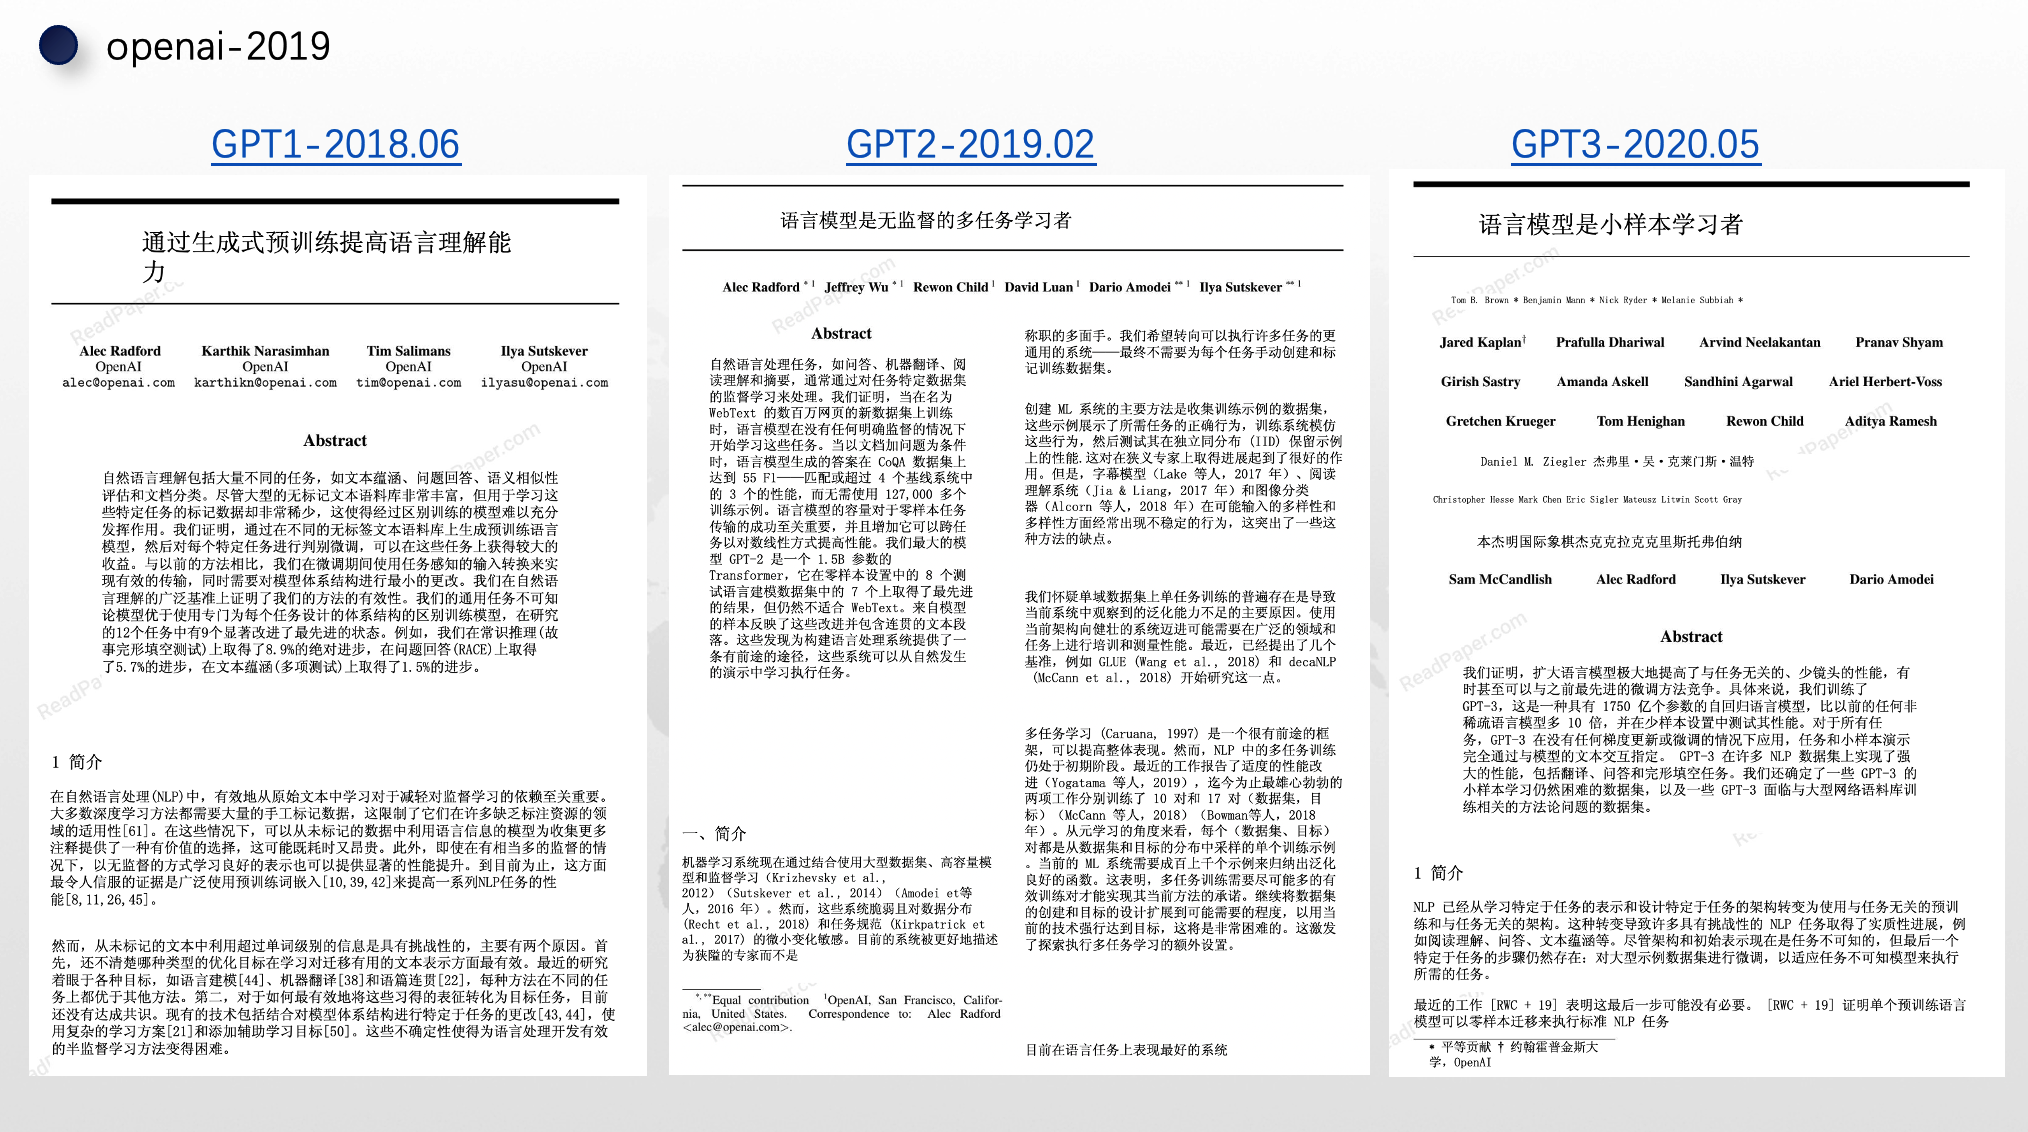 openai-2019
GPT1-2018.06
通过生成式预训练提高语言理解能
力
ReadPaper.com
Alec Radford Karthik Narasimhan Tim Salimans Ilya Sutskever
OpenAI OpenAI OpenAI OpenAI
alec@openai.com karthikn@openai.com tim@openai.com ilyasu@openai.com
Abstract
自然语言理解包括大量不同的任务，如文本蕴涵、问题回答、语义相似性
评估和文档分类。尽管大型的无标记文本语料库非常丰富，但用于学习这
些特定任务的标记数据却非常稀少，这使得经过区别训练的模型难以充分
发挥作用。我们证明，通过在不同的无标签文本语料库上生成预训练语言
模型，然后对每个特定任务进行判别微调，可以在这些任务上获得较大的
收益。与以前的方法相比，我们在微调期间使用任务感知的输入转换来实
现有效的传输，同时需要对模型体系结构进行最小的更改。我们在自然语
言理解的广泛基准上证明了我们的方法的有效性。我们的通用任务不可知
论模型优于使用专门为每个任务设计的体系结构的区别训练模型，在研究
的12个任务中有9个显著改进了最先进的状态。例如，我们在常识推理(故
事完形填空测试)上取得了8.9%的绝对进步，在问题回答(RACE)上取得
了5.7%的进步，在文本蕴涵(多项测试)上取得了1.5%的进步。
1 简介
在自然语言处理(NLP)中，有效地从原始文本中学习对于减轻对监督学习的依赖至关重要。
大多数深度学习方法都需要大量的手工标记数据，这限制了它们在许多缺乏标注资源的领
域的适用性[61]。在这些情况下，可以从未标记的数据中利用语言信息的模型为收集更多
注释提供了一种有价值的选择，这可能既耗时又昂贵。此外，即使在有相当多的监督的情
况下，以无监督的方式学习良好的表示也可以提供显著的性能提升。到目前为止，这方面
最令人信服的证据是广泛使用预训练词嵌入[10,39,42]来提高一系列NLP任务的性
能[8,11,26,45]。
然而，从未标记的文本中利用超过单词级别的信息是具有挑战性的，主要有两个原因。首
先，还不清楚哪种类型的优化目标在学习对迁移有用的文本表示方面最有效。最近的研究
着眼于各种目标，如语言建模[44]、机器翻译[38]和语篇连贯[22]，每种方法在不同的任
务上都优于其他方法。第二，对于如何最有效地将这些习得的表征转化为目标任务，目前
还没有达成共识。现有的技术包括结合对模型体系结构进行特定于任务的更改[43,44]，使
用复杂的学习方案[21]和添加辅助学习目标[50]。这些不确定性使得为语言处理开发有效
的半监督学习方法变得困难。
GPT2-2019.02
语言模型是无监督的多任务学习者
ReadPaper.com
Alec Radford * 1 Jeffrey Wu * 1 Rewon Child 1 David Luan 1 Dario Amodei ** 1 Ilya Sutskever ** 1
Abstract
自然语言处理任务，如问答、机器翻译、阅
读理解和摘要，通常通过对任务特定数据集
的监督学习来处理。我们证明，当在名为
WebText 的数百万网页的新数据集上训练
时，语言模型在没有任何明确监督的情况下
开始学习这些任务。当以文档加问题为条件
时，语言模型生成的答案在 CoQA 数据集上
达到 55 F1——匹配或超过 4 个基线系统中
的 3 个的性能，而无需使用 127,000 多个
训练示例。语言模型的容量对于零样本任务
传输的成功至关重要，并且增加它可以跨任
务以对数线性方式提高性能。我们最大的模
型 GPT-2 是一个 1.5B 参数的
Transformer，它在零样本设置中的 8 个测
试语言建模数据集中的 7 个上取得了最先进
的结果，但仍然不适合 WebText。来自模型
的样本反映了这些改进并包含连贯的文本段
落。这些发现为构建语言处理系统提供了一
条有前途的途径，这些系统可以从自然发生
的演示中学习执行任务。
一、简介
机器学习系统现在通过结合使用大型数据集、高容量模
型和监督学习（Krizhevsky et al.,
2012）（Sutskever et al., 2014）（Amodei et等
人，2016 年）。然而，这些系统脆弱且对数据分布
(Recht et al., 2018) 和任务规范 (Kirkpatrick et
al., 2017) 的微小变化敏感。目前的系统被更好地描述
为狭隘的专家而不是
*,**Equal contribution 1OpenAI, San Francisco, Califor-
nia, United States. Correspondence to: Alec Radford
<alec@openai.com>.
称职的多面手。我们希望转向可以执行许多任务的更
通用的系统——最终不需要为每个任务手动创建和标
记训练数据集。
创建 ML 系统的主要方法是收集训练示例的数据集，
这些示例展示了所需任务的正确行为，训练系统模仿
这些行为，然后测试其在独立同分布 (IID) 保留示例
上的性能.这对在狭义专家上取得进展起到了很好的作
用。但是，字幕模型（Lake 等人，2017 年）、阅读
理解系统（Jia & Liang，2017 年）和图像分类
器（Alcorn 等人，2018 年）在可能输入的多样性和
多样性方面经常出现不稳定的行为，这突出了一些这
种方法的缺点。
我们怀疑单域数据集上单任务训练的普遍存在是导致
当前系统中观察到的泛化能力不足的主要原因。使用
当前架构向健壮的系统迈进可能需要在广泛的领域和
任务上进行培训和测量性能。最近，已经提出了几个
基准，例如 GLUE (Wang et al., 2018) 和 decaNLP
(McCann et al., 2018) 开始研究这一点。
多任务学习 (Caruana, 1997) 是一个很有前途的框
架，可以提高整体表现。然而，NLP 中的多任务训练
仍处于初期阶段。最近的工作报告了适度的性能改
进（Yogatama 等人，2019），迄今为止最雄心勃勃的
两项工作分别训练了 10 对和 17 对（数据集，目
标）（McCann 等人，2018）（Bowman等人，2018
年）。从元学习的角度来看，每个（数据集、目标）
对都是从数据集和目标的分布中采样的单个训练示例
。当前的 ML 系统需要成百上千个示例来归纳出泛化
良好的函数。这表明，多任务训练需要尽可能多的有
效训练对才能实现其当前方法的承诺。继续将数据集
的创建和目标的设计扩展到可能需要的程度，以用当
前的技术强行达到目标，这将是非常困难的。这激发
了探索执行多任务学习的额外设置。
目前在语言任务上表现最好的系统
GPT3-2020.05
语言模型是小样本学习者
ReadPaper.com
Tom B. Brown * Benjamin Mann * Nick Ryder * Melanie Subbiah *
Jared Kaplan† Prafulla Dhariwal Arvind Neelakantan Pranav Shyam
Girish Sastry Amanda Askell Sandhini Agarwal Ariel Herbert-Voss
Gretchen Krueger Tom Henighan Rewon Child Aditya Ramesh
Daniel M. Ziegler 杰弗里·吴·克莱门斯·温特
Christopher Hesse Mark Chen Eric Sigler Mateusz Litwin Scott Gray
本杰明国际象棋杰克克拉克克里斯托弗伯纳
Sam McCandlish Alec Radford Ilya Sutskever Dario Amodei
Abstract
我们证明，扩大语言模型极大地提高了与任务无关的、少镜头的性能，有
时甚至可以与之前最先进的微调方法竞争。具体来说，我们训练了
GPT-3，这是一种具有 1750 亿个参数的自回归语言模型，比以前的任何非
稀疏语言模型多 10 倍，并在少样本设置中测试其性能。对于所有任
务，GPT-3 在没有任何梯度更新或微调的情况下应用，任务和小样本演示
完全通过与模型的文本交互指定。 GPT-3 在许多 NLP 数据集上实现了强
大的性能，包括翻译、问答和完形填空任务。我们还确定了一些 GPT-3 的
小样本学习仍然困难的数据集，以及一些 GPT-3 面临与大型网络语料库训
练相关的方法论问题的数据集。
1 简介
NLP 已经从学习特定于任务的表示和设计特定于任务的架构转变为使用与任务无关的预训
练和与任务无关的架构。这种转变导致许多具有挑战性的 NLP 任务取得了实质性进展，例
如阅读理解、问答、文本蕴涵等。尽管架构和初始表示现在是任务不可知的，但最后一个
特定于任务的步骤仍然存在：对大型示例数据集进行微调，以适应任务不可知模型来执行
所需的任务。
最近的工作 [RWC + 19] 表明这最后一步可能没有必要。 [RWC + 19] 证明单个预训练语言
模型可以零样本迁移来执行标准 NLP 任务
* 平等贡献 † 约翰霍普金斯大
学，OpenAI